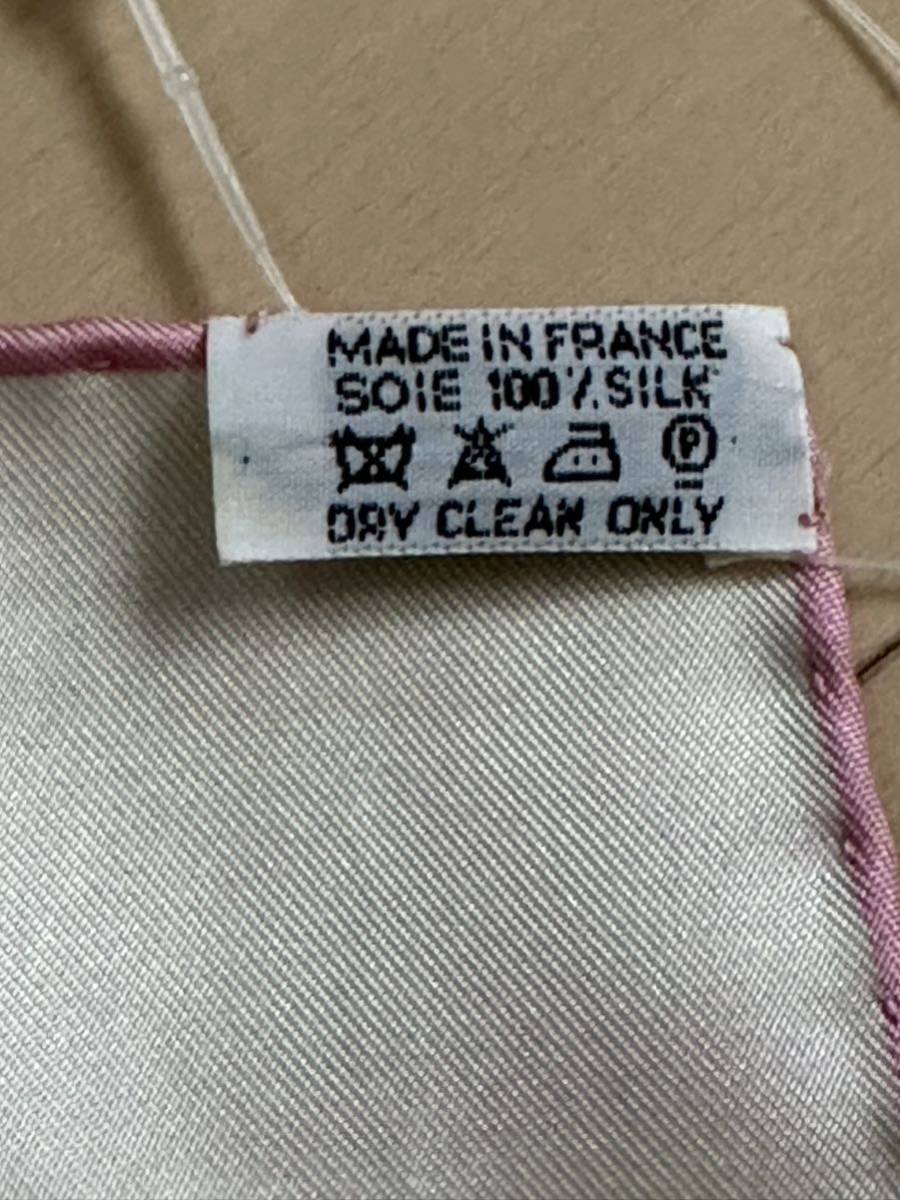 MADE IN FRANCE
SOIE 100% SILK
P
DRY CLEAN ONLY